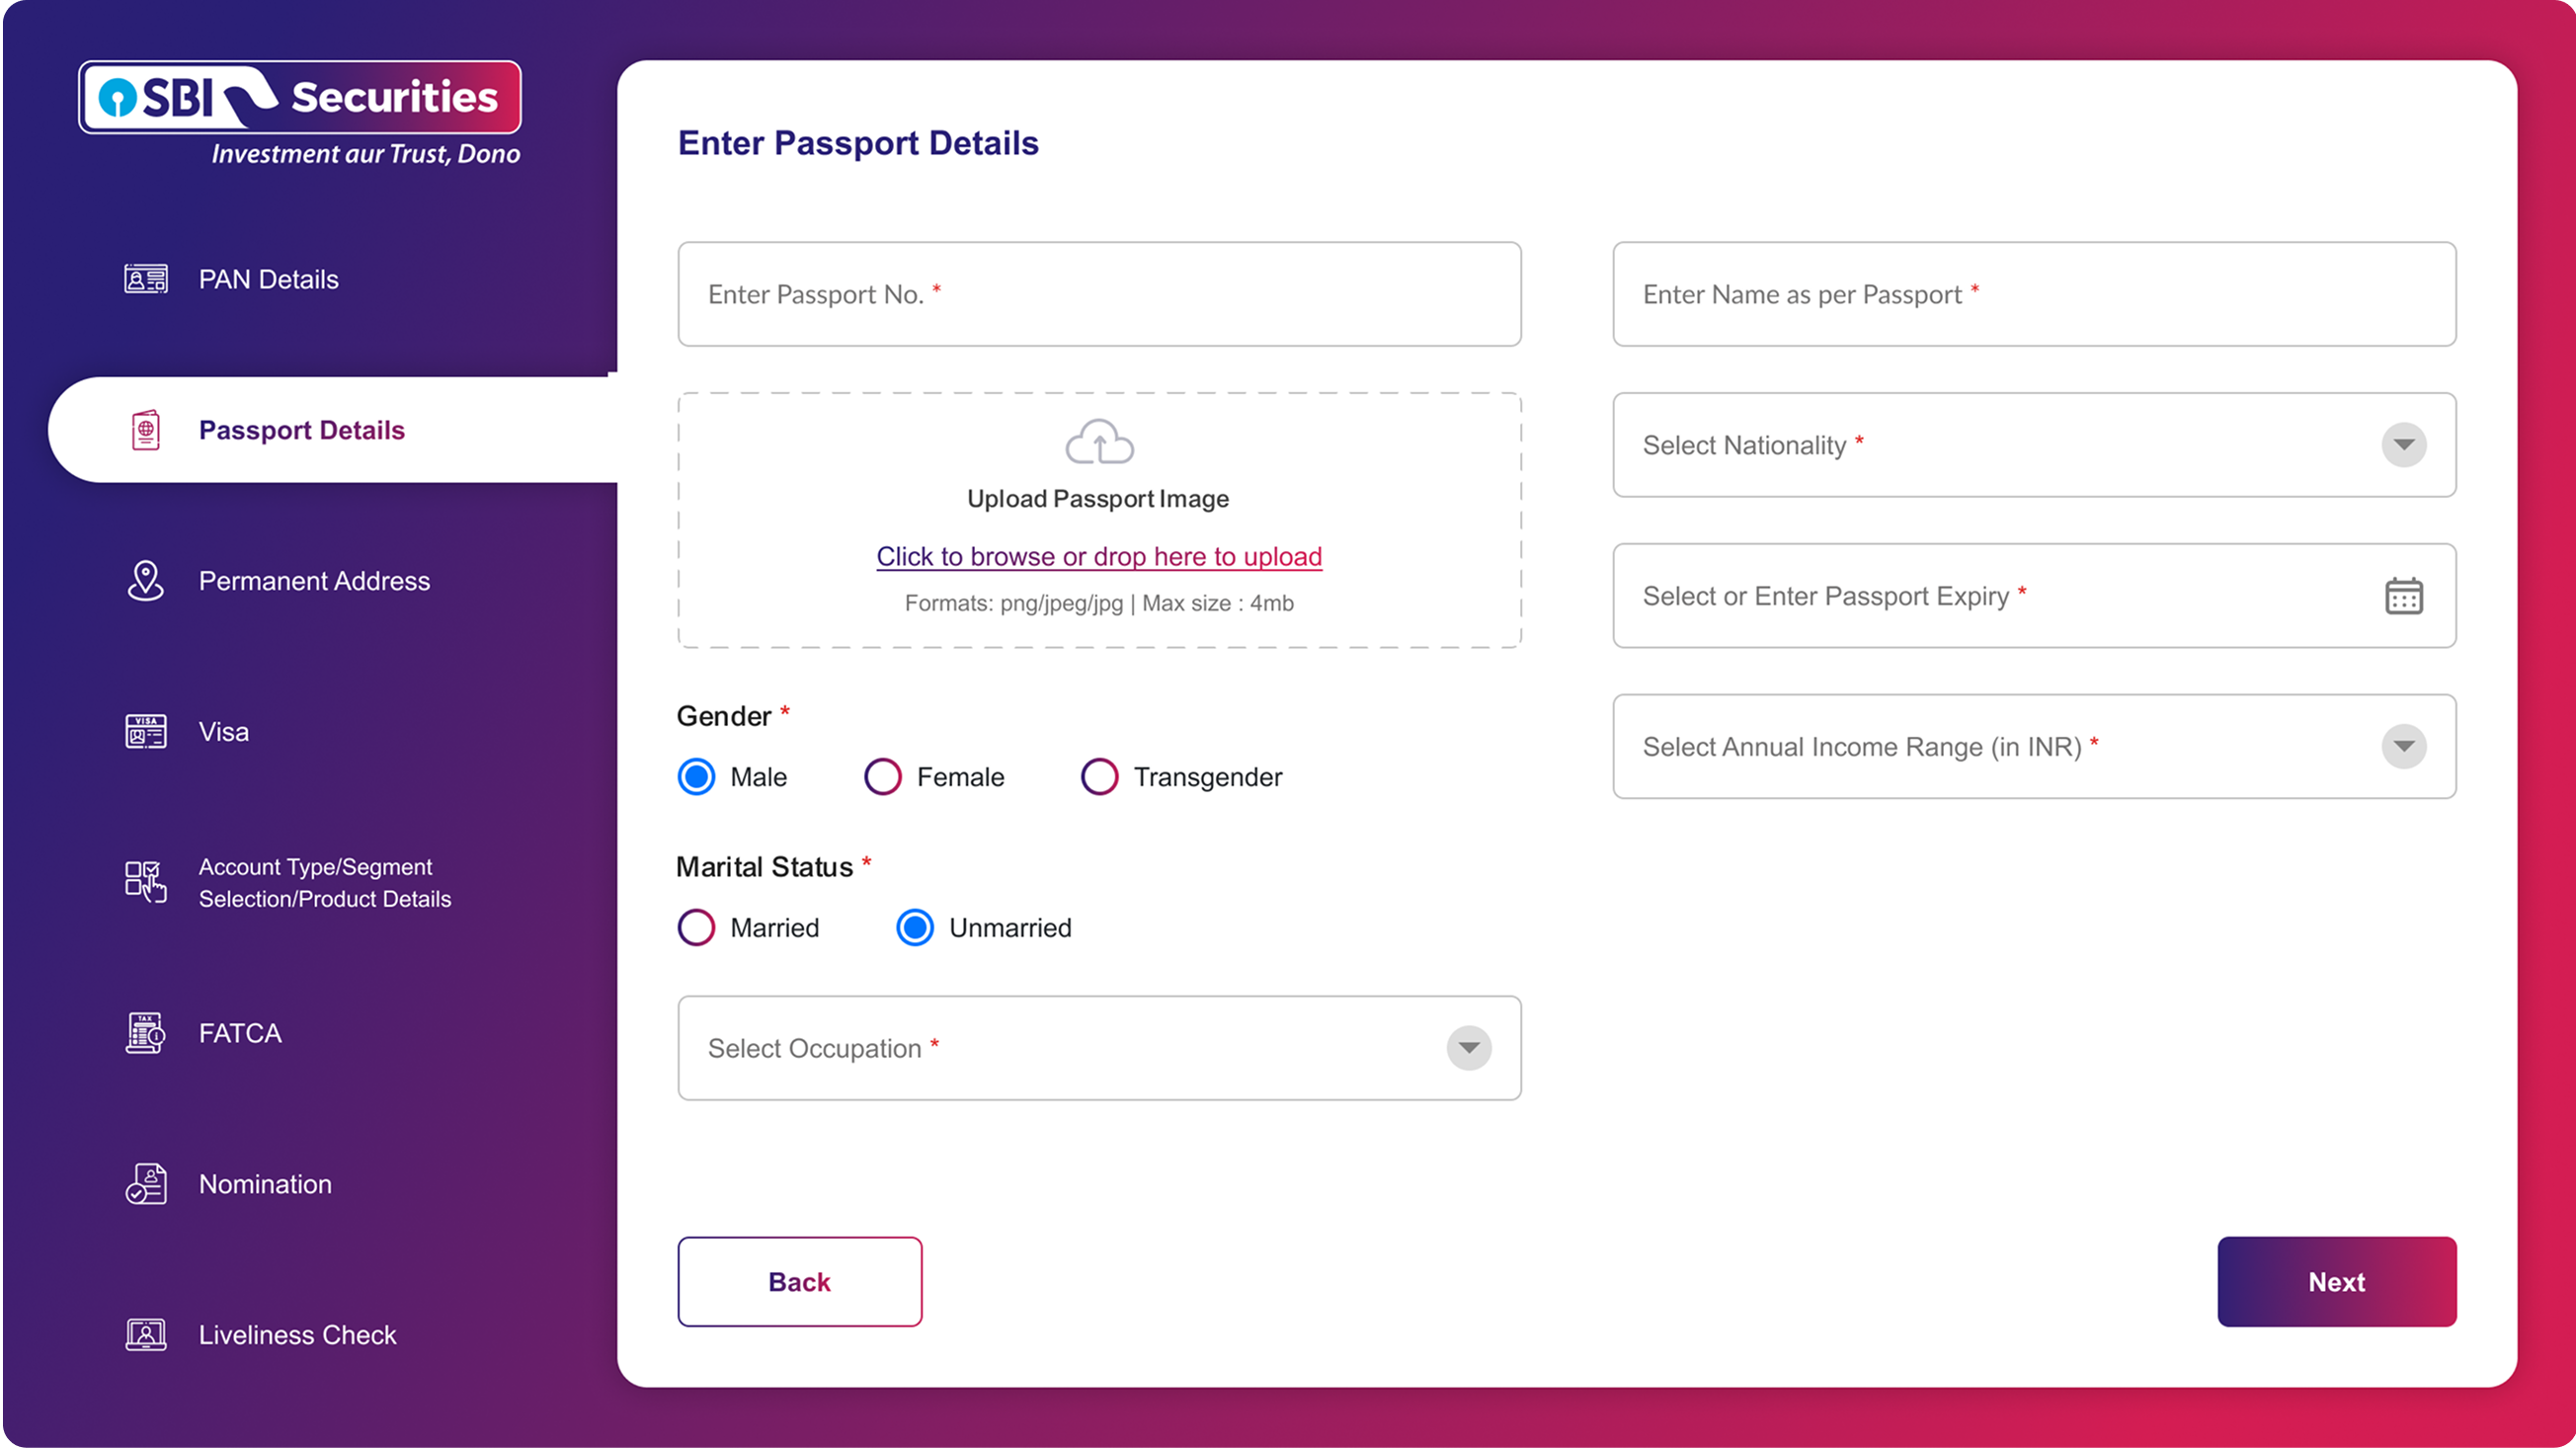 SBI Securities
Investment aur Trust, Dono
PAN Details
Passport Details
Permanent Address
VISA
Visa
Account Type/Segment
Selection/Product Details
TAX
FATCA
Nomination
Liveliness Check
Enter Passport Details
Enter Passport No. *
Enter Name as per Passport *
Upload Passport Image
Click to browse or drop here to upload
Formats: png/jpeg/jpg | Max size : 4mb
Select Nationality *
Select or Enter Passport Expiry *
Gender *
Male Female Transgender
Select Annual Income Range (in INR) *
Marital Status *
Married Unmarried
Select Occupation *
Back
Next